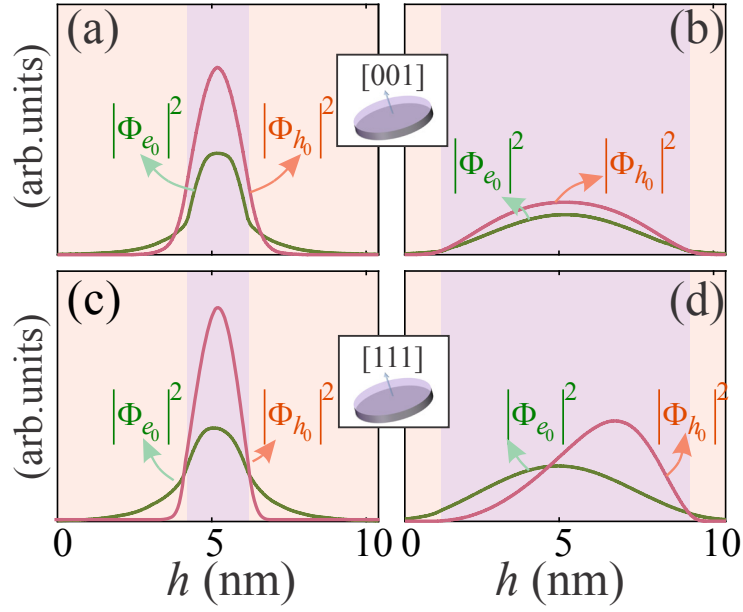 (a)
(b)
(arb.units)
|Φe₀|²
|Φh₀|²
[001]
|Φe₀|²
|Φh₀|²
(c)
(d)
(arb.units)
|Φe₀|²
|Φh₀|²
[111]
|Φe₀|²
|Φh₀|²
0 5 10 0 5 10
h (nm) h (nm)